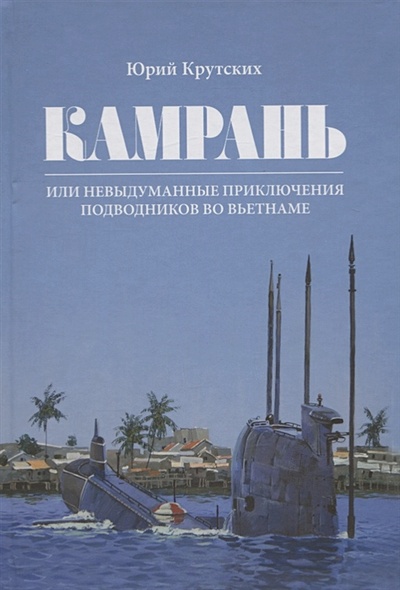 Юрий Крутских
КАМРАНЬ
ИЛИ НЕВЫДУМАННЫЕ ПРИКЛЮЧЕНИЯ
ПОДВОДНИКОВ ВО ВЬЕТНАМЕ